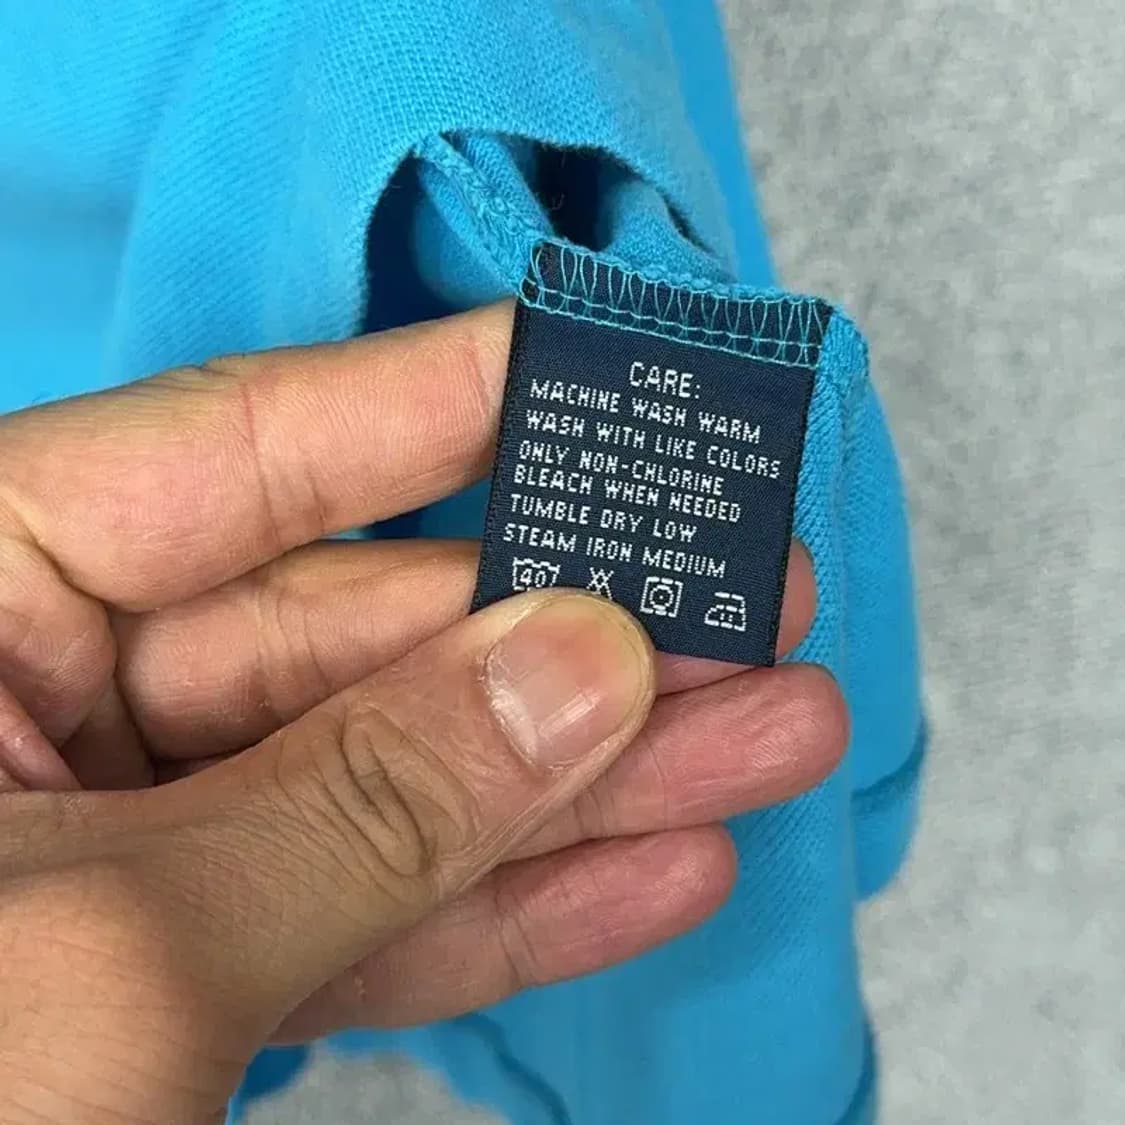 CARE:
MACHINE WASH WARM
WASH WITH LIKE COLORS
ONLY NON-CHLORINE
BLEACH WHEN NEEDED
TUMBLE DRY LOW
STEAM IRON MEDIUM
40